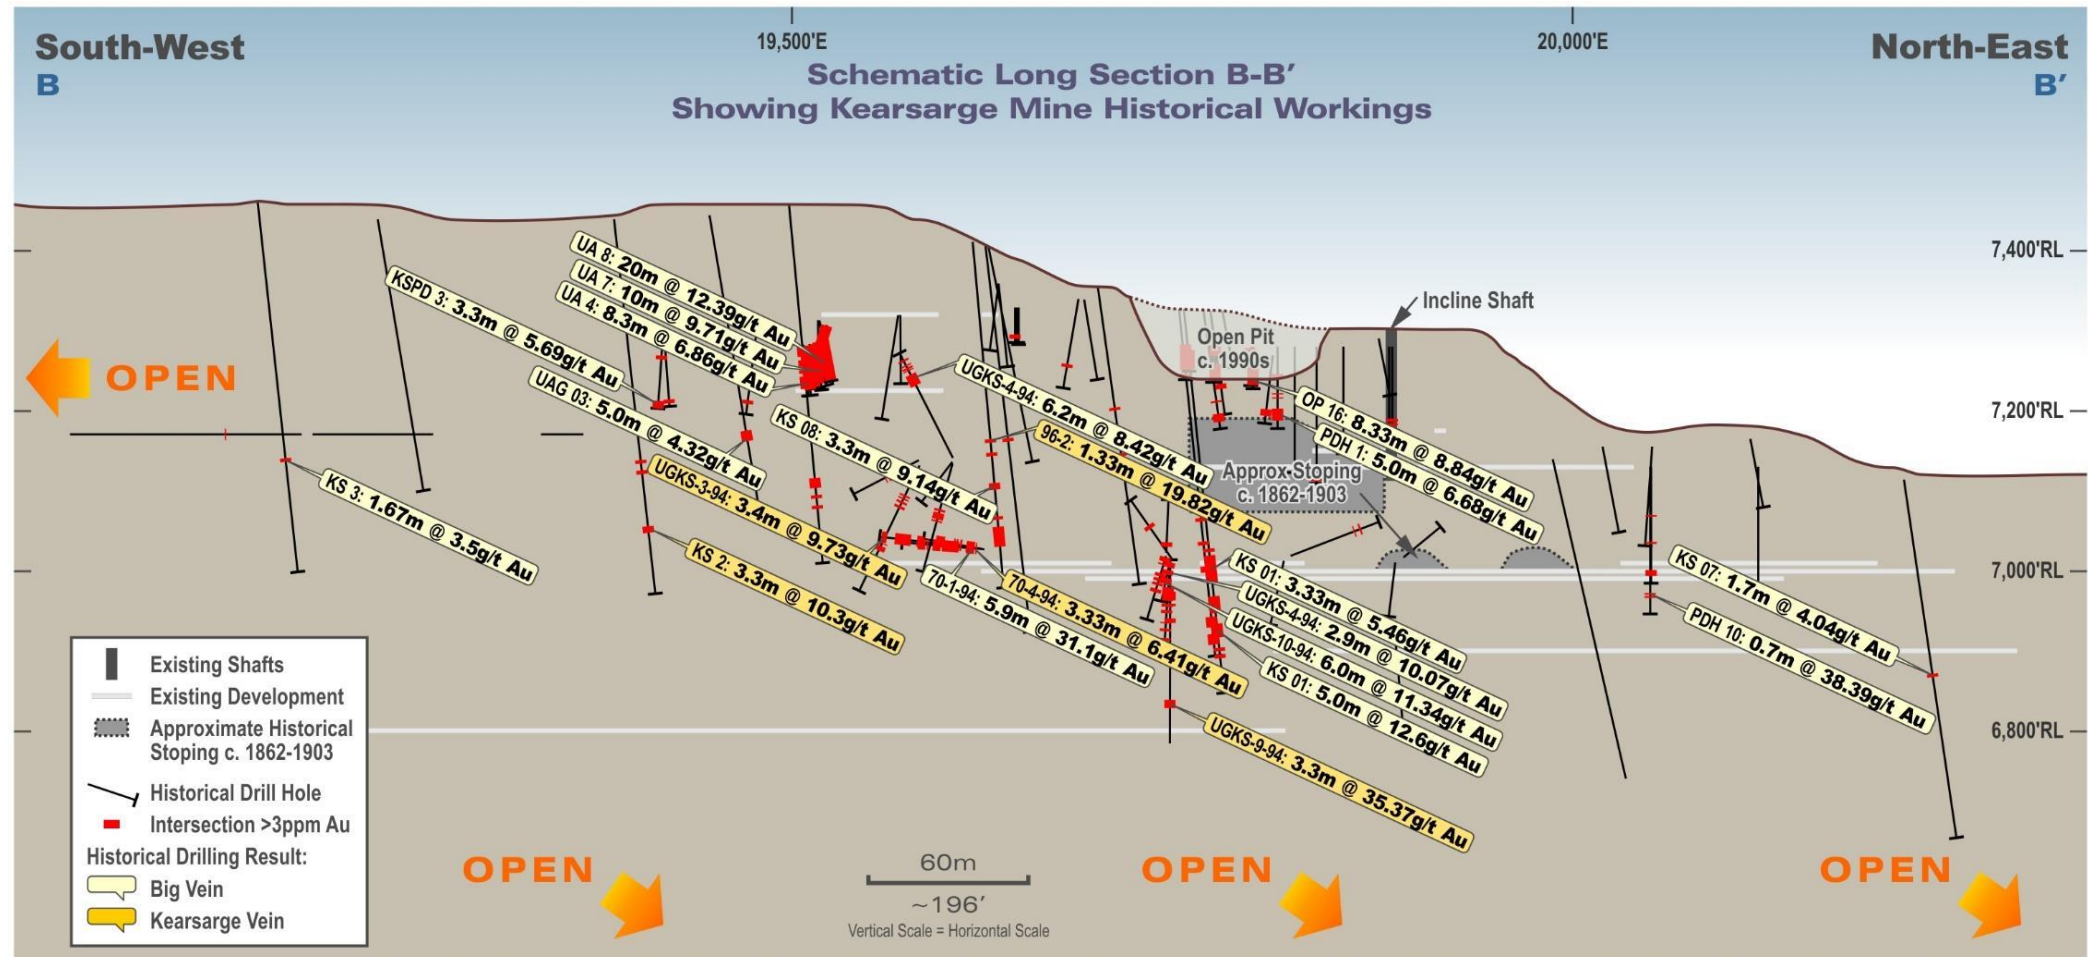 South-West
B
19,500'E
20,000'E
North-East
B'
Schematic Long Section B-B'
Showing Kearsarge Mine Historical Workings
7,400'RL
7,200'RL
7,000'RL
6,800'RL
Incline Shaft
Open Pit
c. 1990s
Approx Stoping
c. 1862-1903
OPEN
UA 8: 20m @ 12.39g/t Au
UA 7: 10m @ 9.71g/t Au
UA 4: 8.3m @ 6.86g/t Au
KSPD 3: 3.3m @ 5.69g/t Au
UAG 03: 5.0m @ 4.32g/t Au
KS 08: 3.3m @ 9.14g/t Au
UGKS-4-94: 6.2m @ 8.42g/t Au
96-2: 1.33m @ 19.82g/t Au
OP 16: 8.33m @ 8.84g/t Au
PDH 1: 5.0m @ 6.68g/t Au
KS 3: 1.67m @ 3.5g/t Au
UGKS-3-94: 3.4m @ 9.73g/t Au
KS 2: 3.3m @ 10.3g/t Au
70-1-94: 5.9m @ 31.1g/t Au
70-4-94: 3.33m @ 6.41g/t Au
KS 01: 3.33m @ 5.46g/t Au
UGKS-4-94: 2.9m @ 10.07g/t Au
UGKS-10-94: 6.0m @ 11.34g/t Au
KS 01: 5.0m @ 12.6g/t Au
UGKS-9-94: 3.3m @ 35.37g/t Au
KS 07: 1.7m @ 4.04g/t Au
PDH 10: 0.7m @ 38.39g/t Au
Existing Shafts
Existing Development
Approximate Historical
Stoping c. 1862-1903
Historical Drill Hole
Intersection >3ppm Au
Historical Drilling Result:
Big Vein
Kearsarge Vein
OPEN
60m
~196'
Vertical Scale = Horizontal Scale
OPEN
OPEN